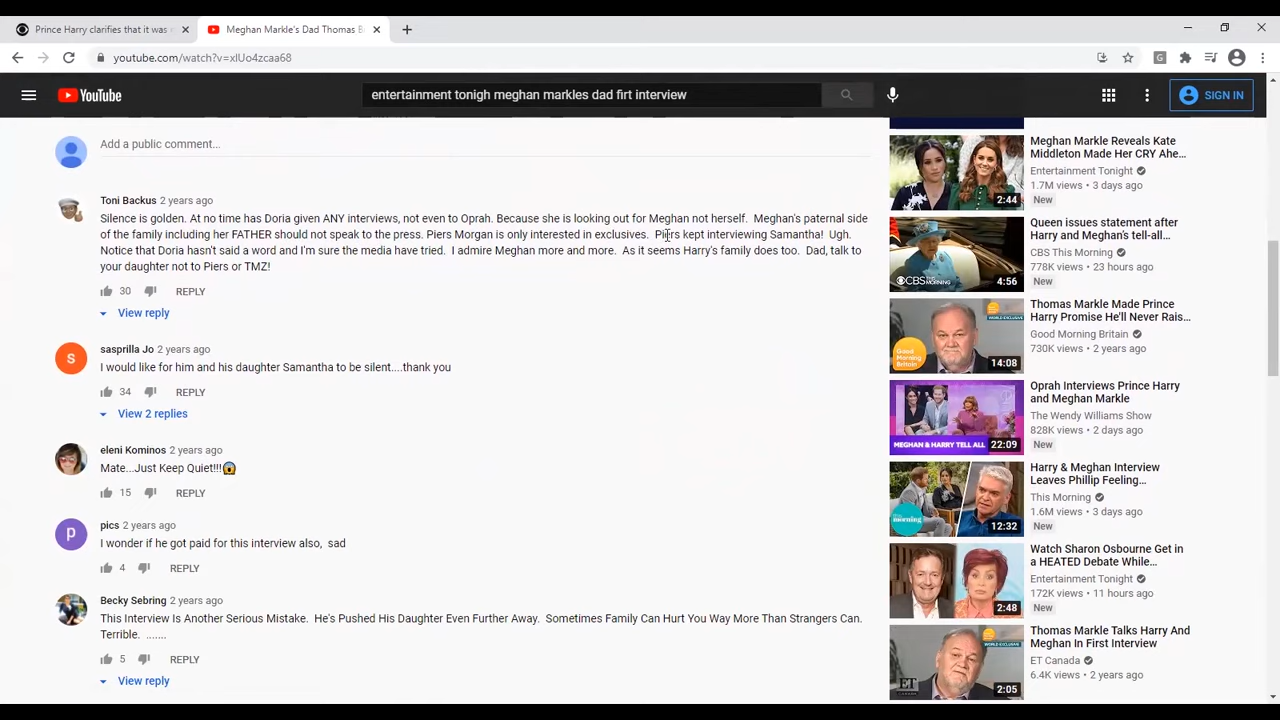 Prince Harry clarifies that it was
Meghan Markle's Dad Thomas B
youtube.com/watch?v=xlUo4zcaa68
YouTube
entertainment tonigh meghan markles dad firt interview
SIGN IN
Add a public comment...
Toni Backus 2 years ago
Silence is golden. At no time has Doria given ANY interviews, not even to Oprah. Because she is looking out for Meghan not herself. Meghan's paternal side
of the family including her FATHER should not speak to the press. Piers Morgan is only interested in exclusives. Piers kept interviewing Samantha! Ugh.
Notice that Doria hasn't said a word and I'm sure the media have tried. I admire Meghan more and more. As it seems Harry's family does too. Dad, talk to
your daughter not to Piers or TMZ!
30 REPLY
View reply
S
sasprilla Jo 2 years ago
I would like for him and his daughter Samantha to be silent....thank you
34 REPLY
View 2 replies
eleni Kominos 2 years ago
Mate...Just Keep Quiet!!!😱
15 REPLY
p
pics 2 years ago
I wonder if he got paid for this interview also, sad
4 REPLY
Becky Sebring 2 years ago
This Interview Is Another Serious Mistake. He's Pushed His Daughter Even Further Away. Sometimes Family Can Hurt You Way More Than Strangers Can.
Terrible. .......
5 REPLY
View reply
2:44
Meghan Markle Reveals Kate
Middleton Made Her CRY Ahe...
Entertainment Tonight
1.7M views • 3 days ago
New
CBS THIS MORNING
4:56
Queen issues statement after
Harry and Meghan's tell-all...
CBS This Morning
778K views • 23 hours ago
New
Good Morning Britain
14:08
Thomas Markle Made Prince
Harry Promise He'll Never Rais...
Good Morning Britain
730K views • 2 years ago
MEGHAN & HARRY TELL ALL
22:09
Oprah Interviews Prince Harry
and Meghan Markle
The Wendy Williams Show
828K views • 2 days ago
New
this morning
12:32
Harry & Meghan Interview
Leaves Phillip Feeling...
This Morning
1.6M views • 3 days ago
New
2:48
Watch Sharon Osbourne Get in
a HEATED Debate While...
Entertainment Tonight
172K views • 11 hours ago
New
ET
2:05
Thomas Markle Talks Harry And
Meghan In First Interview
ET Canada
6.4K views • 2 years ago